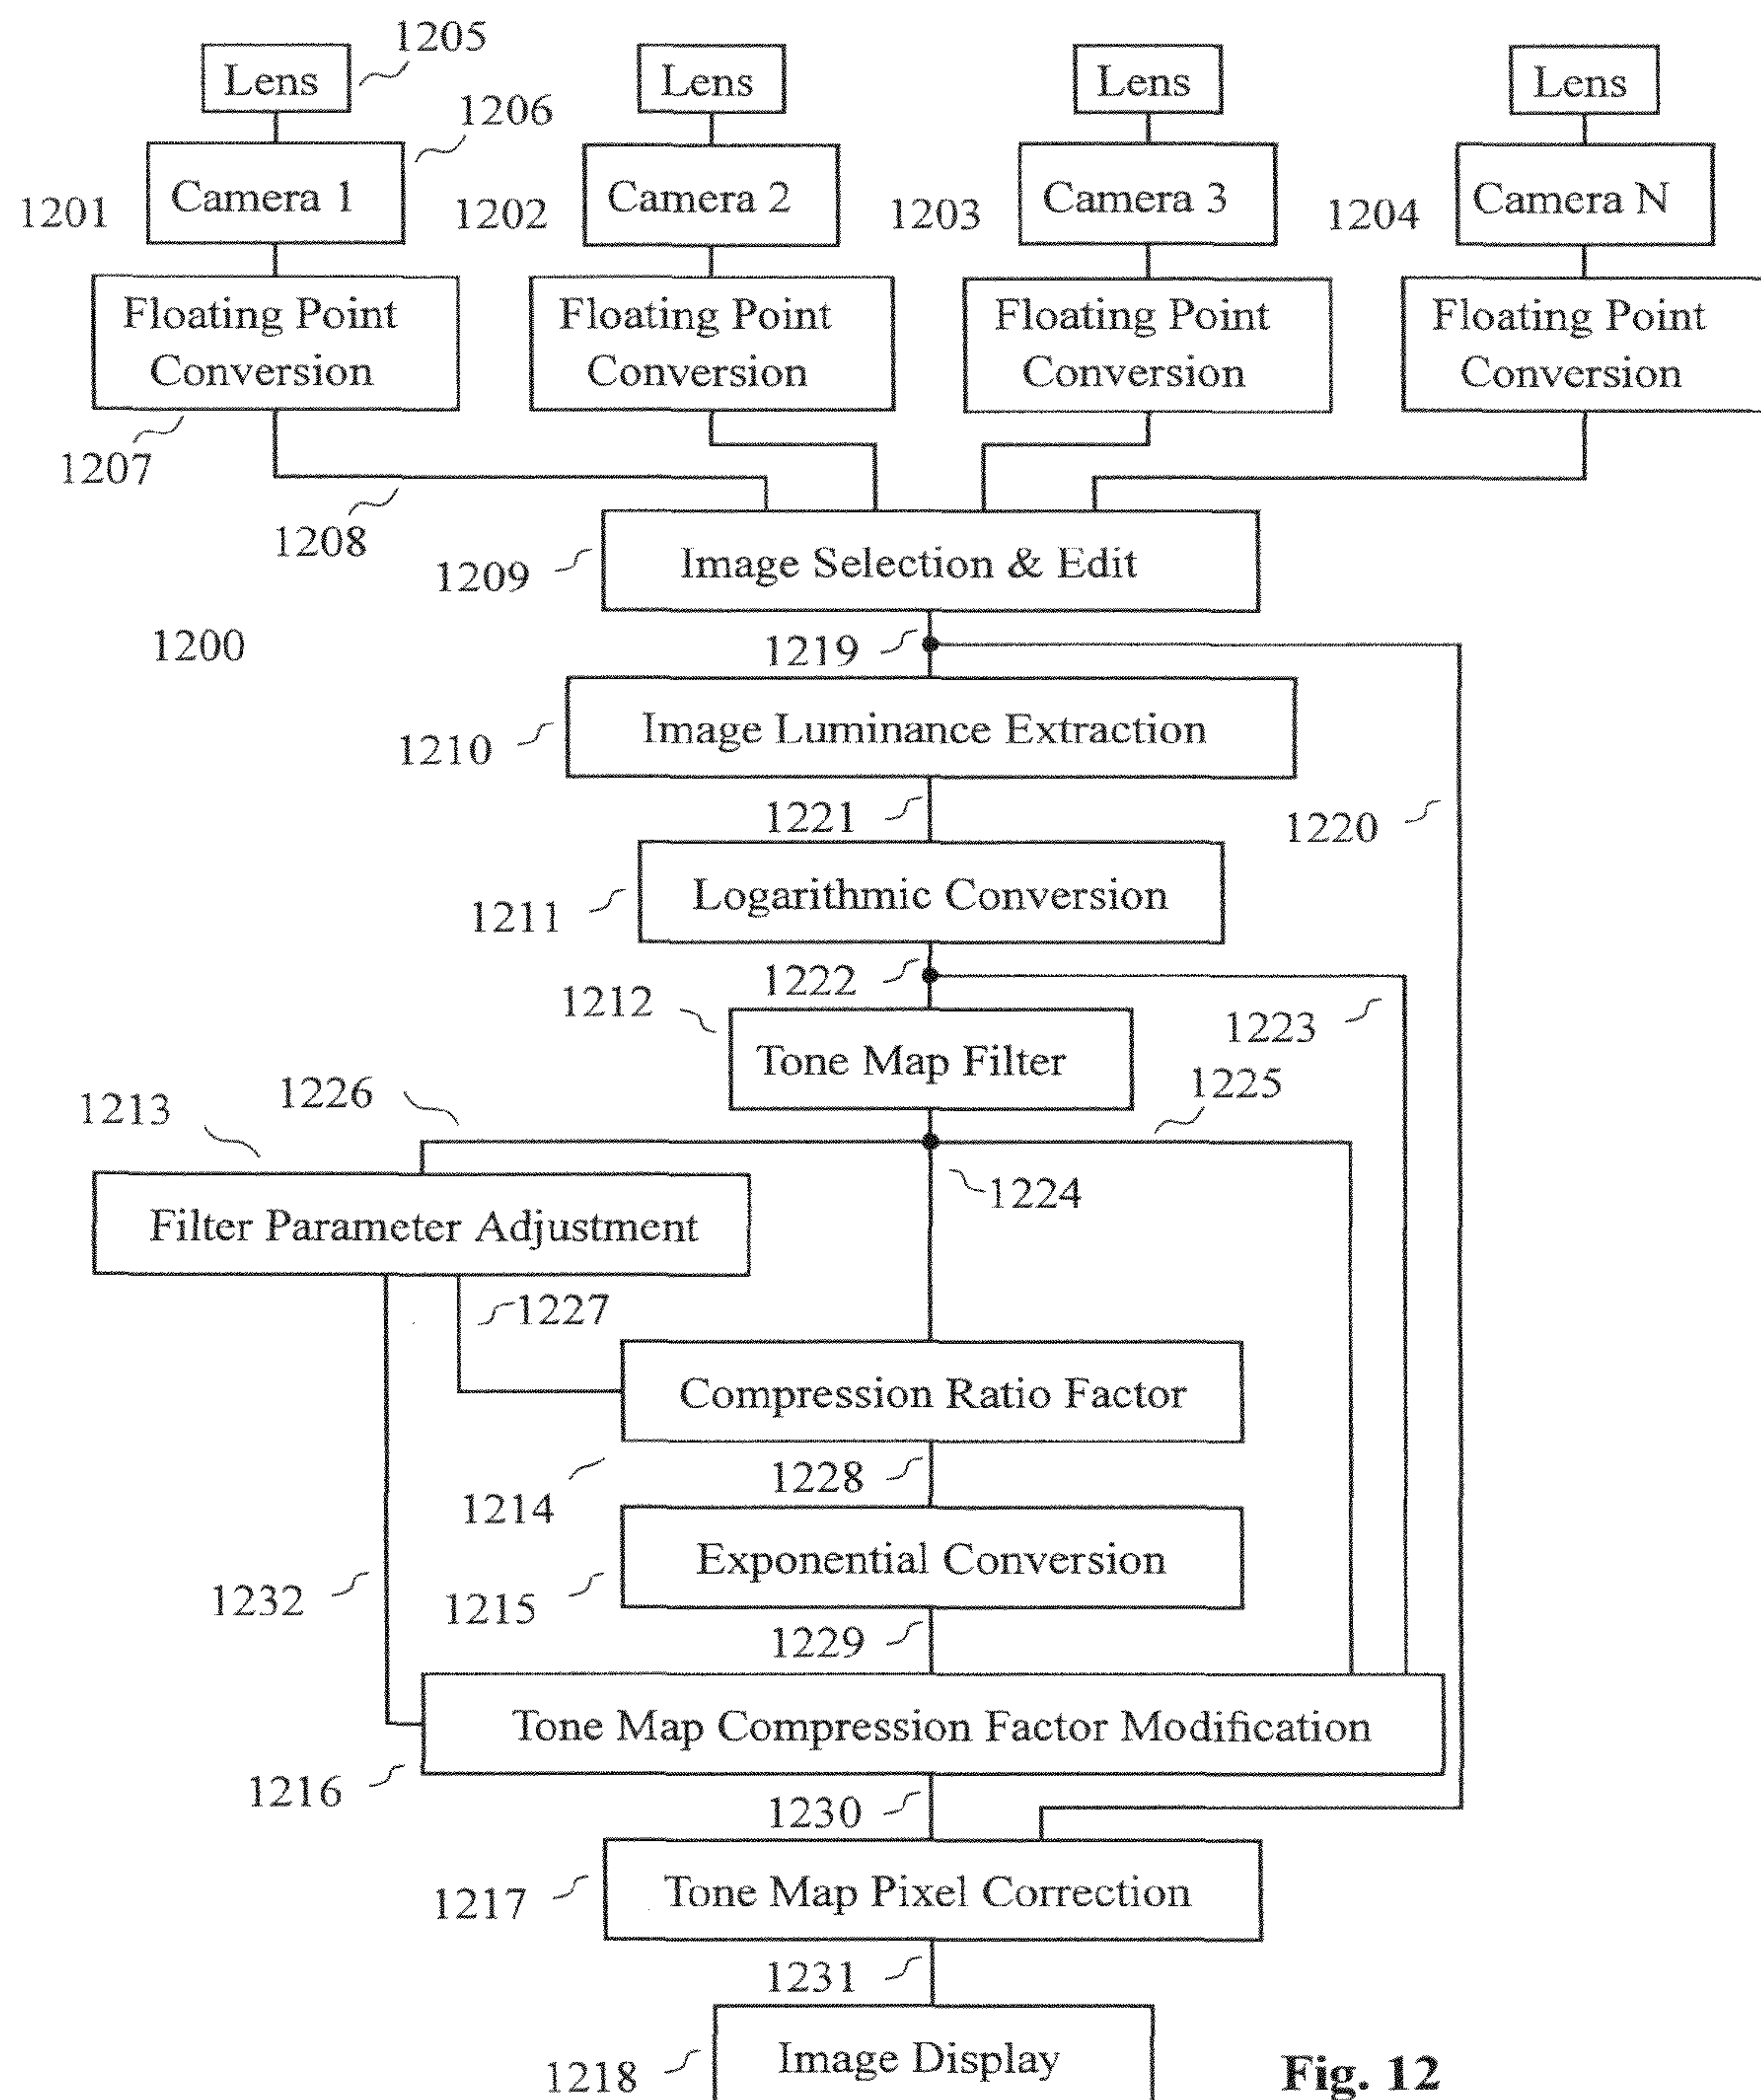 1205
Lens
Lens
Lens
Lens
1206
1201
Camera 1
1202
Camera 2
1203
Camera 3
1204
Camera N
Floating Point
Conversion
Floating Point
Conversion
Floating Point
Conversion
Floating Point
Conversion
1207
1208
1209
Image Selection & Edit
1200
1219
1210
Image Luminance Extraction
1221
1220
1211
Logarithmic Conversion
1222
1212
1223
Tone Map Filter
1225
1226
1213
1224
Filter Parameter Adjustment
1227
Compression Ratio Factor
1228
1214
Exponential Conversion
1232
1215
1229
Tone Map Compression Factor Modification
1216
1230
1217
Tone Map Pixel Correction
1231
1218
Image Display
Fig. 12